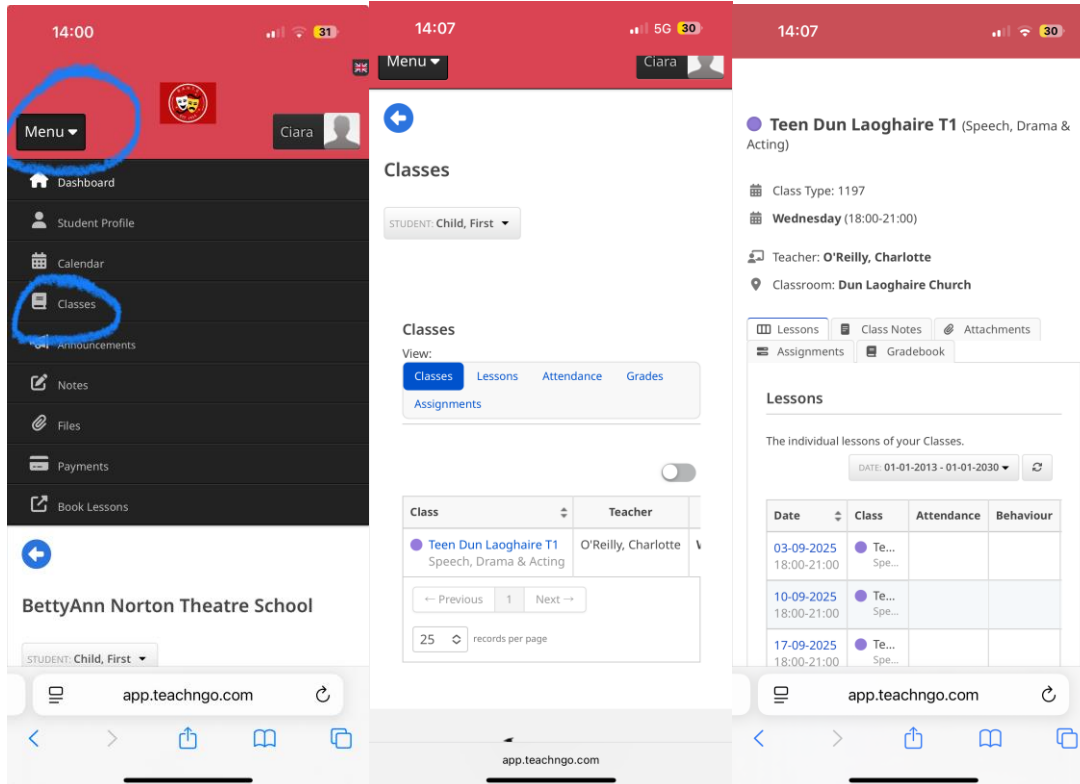 14:00
31
Menu
Ciara
Dashboard
Student Profile
Calendar
Classes
Announcements
Notes
Files
Payments
Book Lessons
BettyAnn Norton Theatre School
STUDENT: Child, First
app.teachngo.com
14:07
5G 30
Menu
Ciara
Classes
STUDENT: Child, First
Classes
View:
Classes Lessons Attendance Grades
Assignments
Class Teacher
Teen Dun Laoghaire T1 O'Reilly, Charlotte
Speech, Drama & Acting
← Previous 1 Next →
25 records per page
app.teachngo.com
14:07
30
Teen Dun Laoghaire T1 (Speech, Drama &
Acting)
Class Type: 1197
Wednesday (18:00-21:00)
Teacher: O'Reilly, Charlotte
Classroom: Dun Laoghaire Church
Lessons Class Notes Attachments
Assignments Gradebook
Lessons
The individual lessons of your Classes.
DATE: 01-01-2013 - 01-01-2030
Date Class Attendance Behaviour
03-09-2025 Te...
18:00-21:00 Spe...
10-09-2025 Te...
18:00-21:00 Spe...
17-09-2025 Te...
18:00-21:00 Spe...
app.teachngo.com